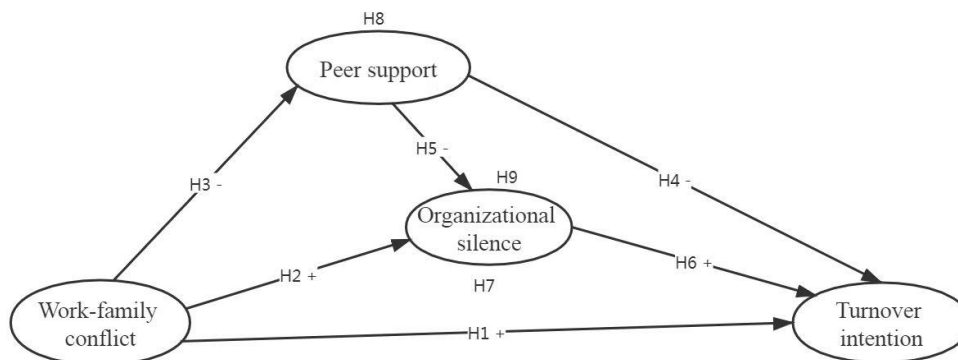 H8
Peer support
H5 -
H3 -
H9
H4 -
Organizational
silence
H2 +
H6 +
H7
Work-family
conflict
H1 +
Turnover
intention